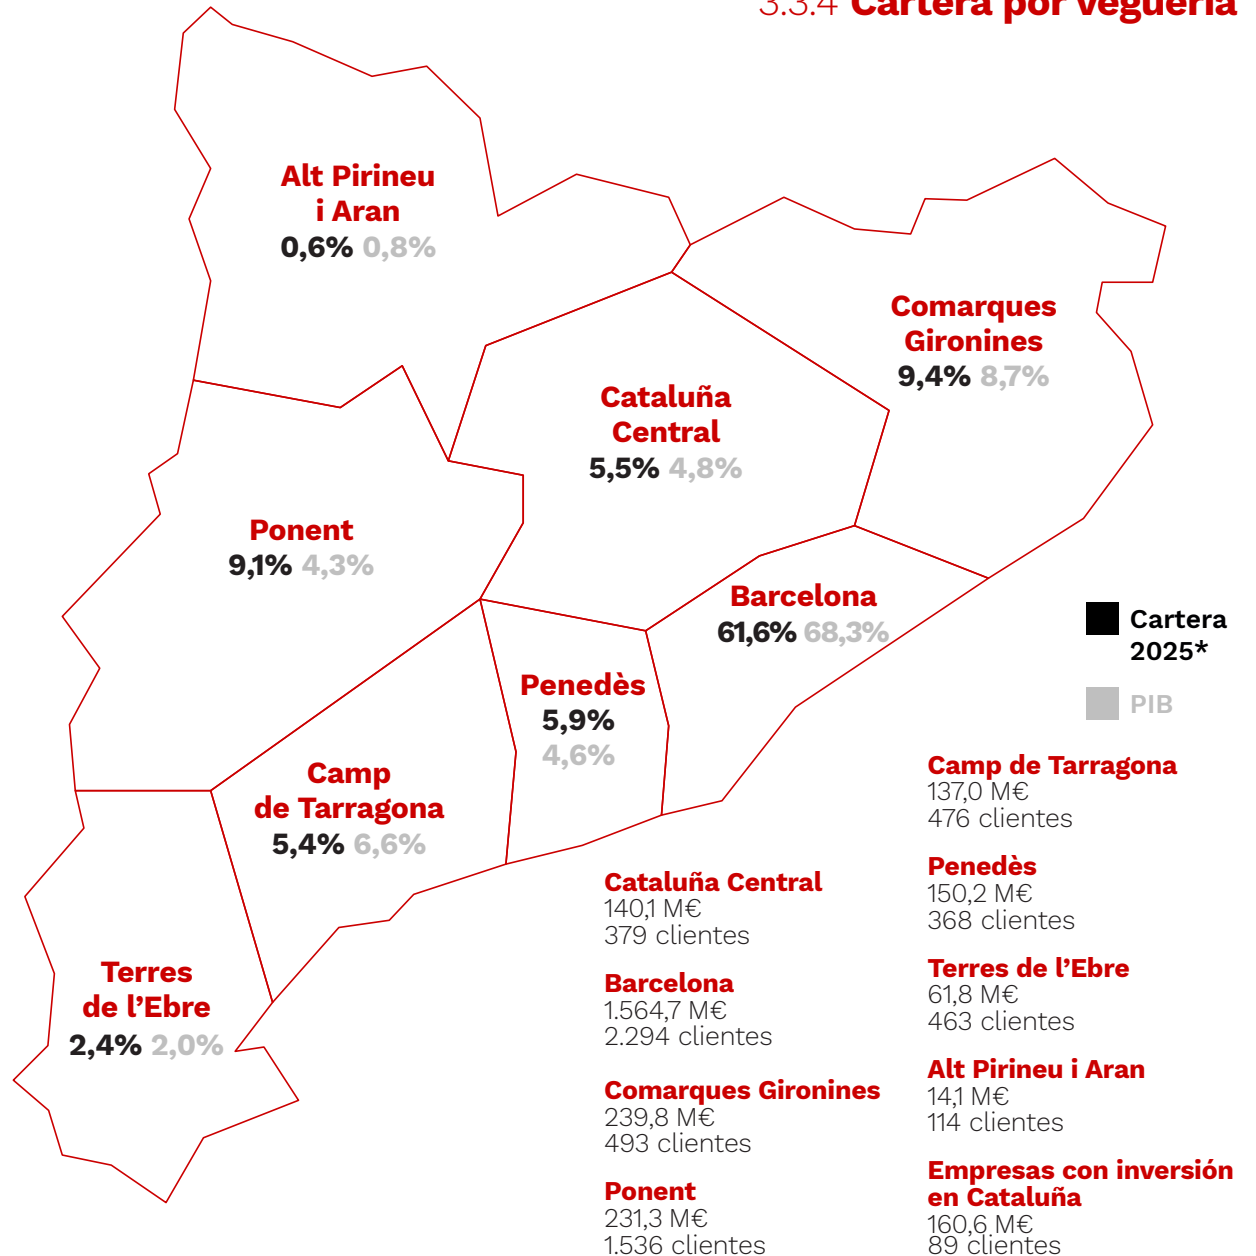 3.3.4 Cartera por veguería
Alt Pirineu
i Aran
0,6% 0,8%
Comarques
Gironines
9,4% 8,7%
Cataluña
Central
5,5% 4,8%
Ponent
9,1% 4,3%
Barcelona
61,6% 68,3%
Penedès
5,9%
4,6%
Camp
de Tarragona
5,4% 6,6%
Terres
de l’Ebre
2,4% 2,0%
Cartera
2025*
PIB
Cataluña Central
140,1 M€
379 clientes
Barcelona
1.564,7 M€
2.294 clientes
Comarques Gironines
239,8 M€
493 clientes
Ponent
231,3 M€
1.536 clientes
Camp de Tarragona
137,0 M€
476 clientes
Penedès
150,2 M€
368 clientes
Terres de l’Ebre
61,8 M€
463 clientes
Alt Pirineu i Aran
14,1 M€
114 clientes
Empresas con inversión
en Cataluña
160,6 M€
89 clientes